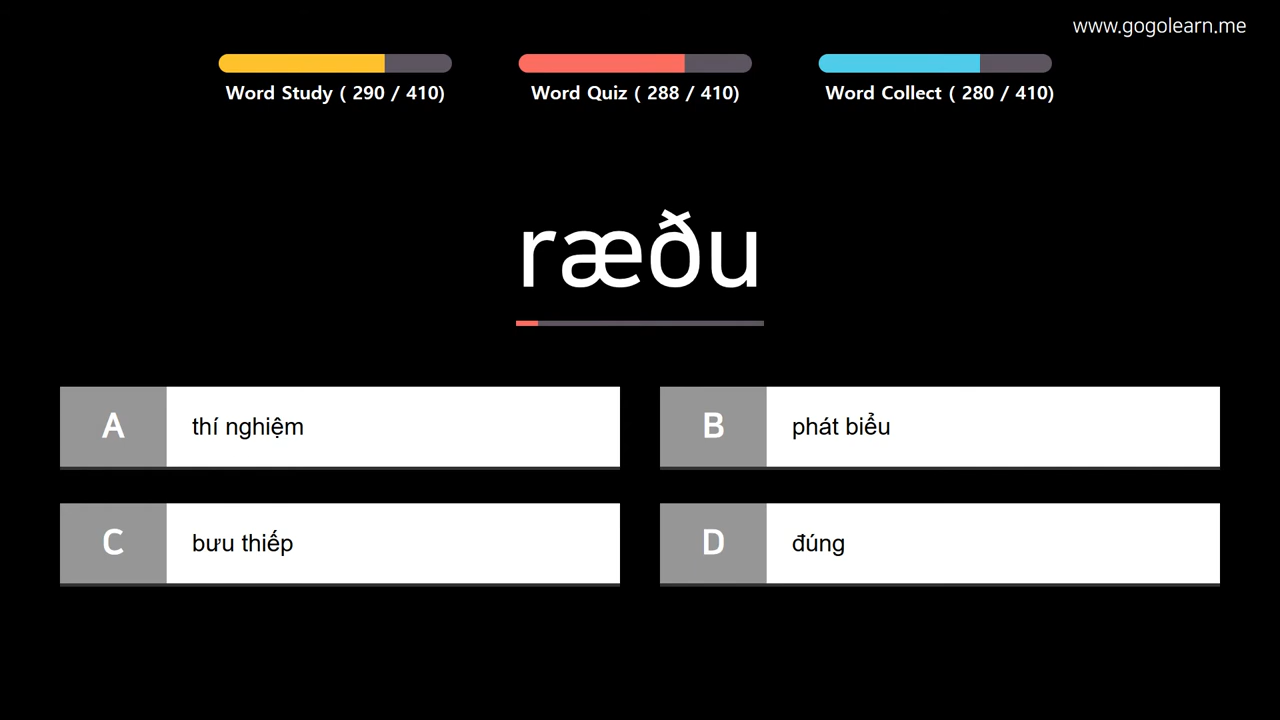 www.gogolearn.me
Word Study ( 290 / 410)
Word Quiz ( 288 / 410)
Word Collect ( 280 / 410)
ræðu
A thí nghiệm
B phát biểu
C bưu thiếp
D đúng